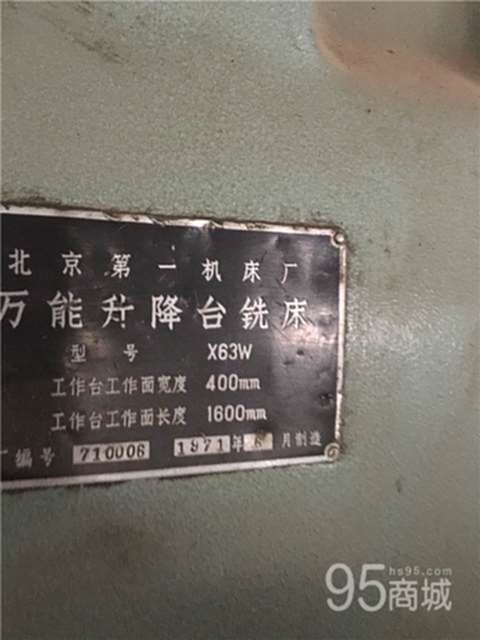 北京第一机床厂
万能升降台铣床
型号 X63W
工作台工作面宽度 400mm
工作台工作面长度 1600mm
编号 710006 1971年 月制造
hs95.com
95商城